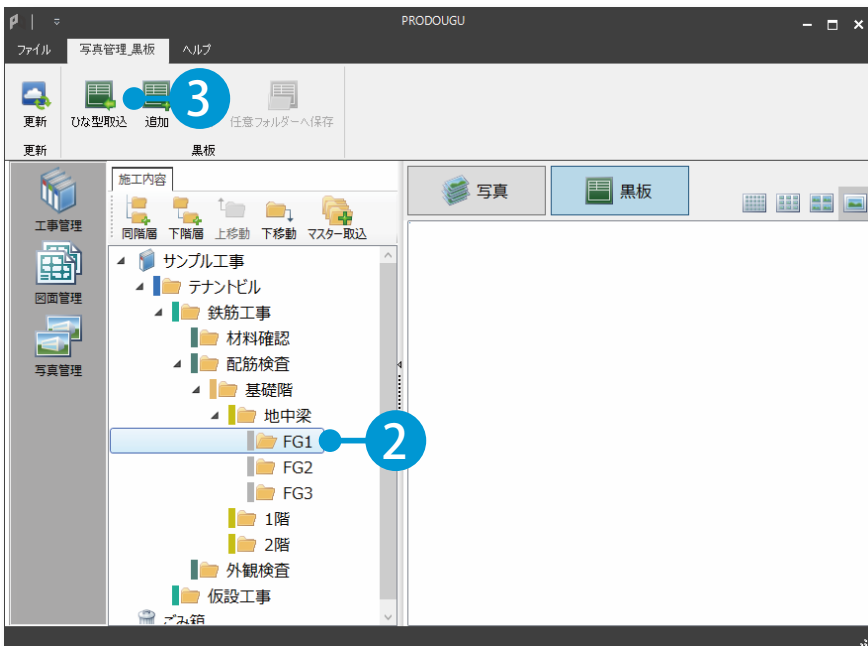 PRODOUGU
ファイル 写真管理_黒板 ヘルプ
3
更新 ひな型取込 追加 任意フォルダーへ保存
更新 黒板
施工内容
写真 黒板
同階層 下階層 上移動 下移動 マスター取込
工事管理
図面管理
写真管理
サンプル工事
テナントビル
鉄筋工事
材料確認
配筋検査
基礎階
地中梁
FG1
2
FG2
FG3
1階
2階
外観検査
仮設工事
ごみ箱